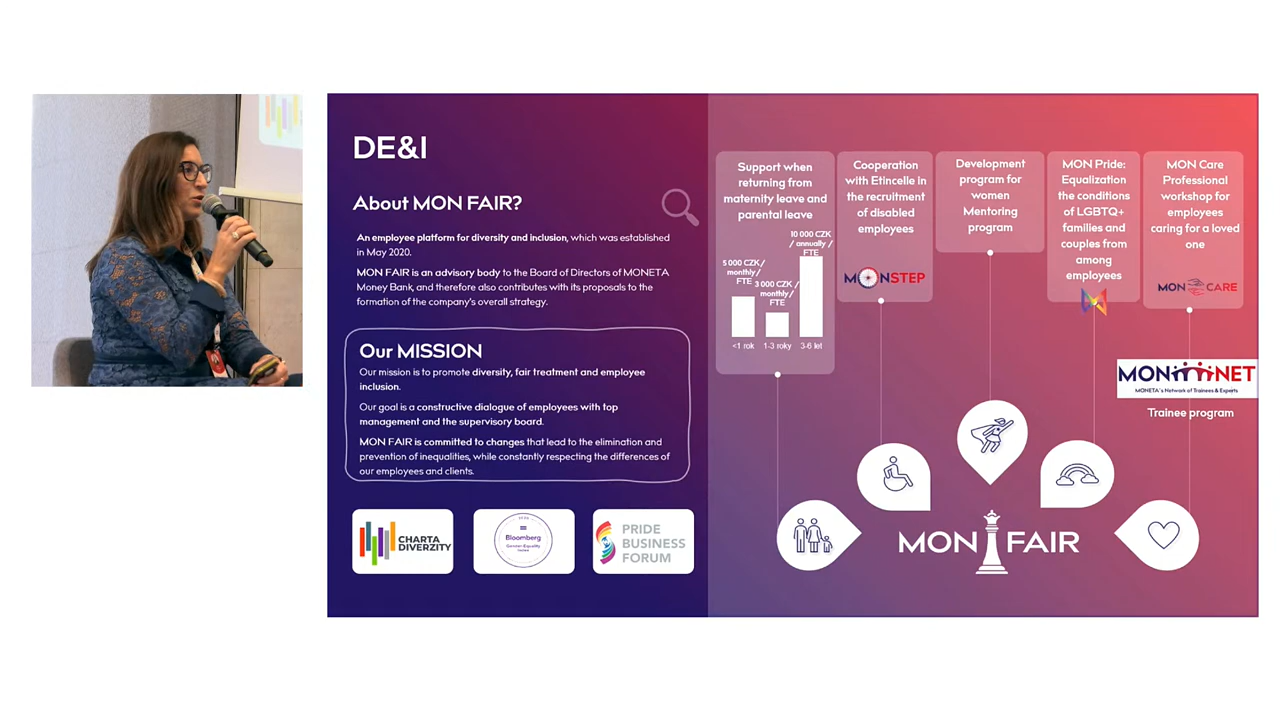 DE&I
About MON FAIR?
An employee platform for diversity and inclusion, which was established
in May 2020.
MON FAIR is an advisory body to the Board of Directors of MONETA
Money Bank, and therefore also contributes with its proposals to the
formation of the company's overall strategy.
Our MISSION
Our mission is to promote diversity, fair treatment and employee
inclusion.
Our goal is a constructive dialogue of employees with top
management and the supervisory board.
MON FAIR is committed to changes that lead to the elimination and
prevention of inequalities, while constantly respecting the differences of
our employees and clients.
CHARTA
DIVERZITY
Bloomberg
Gender-Equality
PRIDE
BUSINESS
FORUM
Support when
returning from
maternity leave and
parental leave
10 000 CZK
/ annually /
FTE
5 000 CZK/
monthly/
FTE
3 000 CZK
/monthly/
FTE
<1 rok
1-3 roky
3-6 let
Cooperation
with Etincelle in
the recruitment
of disabled
employees
MONSTEP
Development
program for
women
Mentoring
program
MON Pride:
Equalization
the conditions
of LGBTQ+
families and
couples from
among
employees
MON Care
Professional
workshop for
employees
caring for a loved
one
MON CARE
MON NET
MONETA's Network of Trainees & Experts
Trainee program
MON FAIR